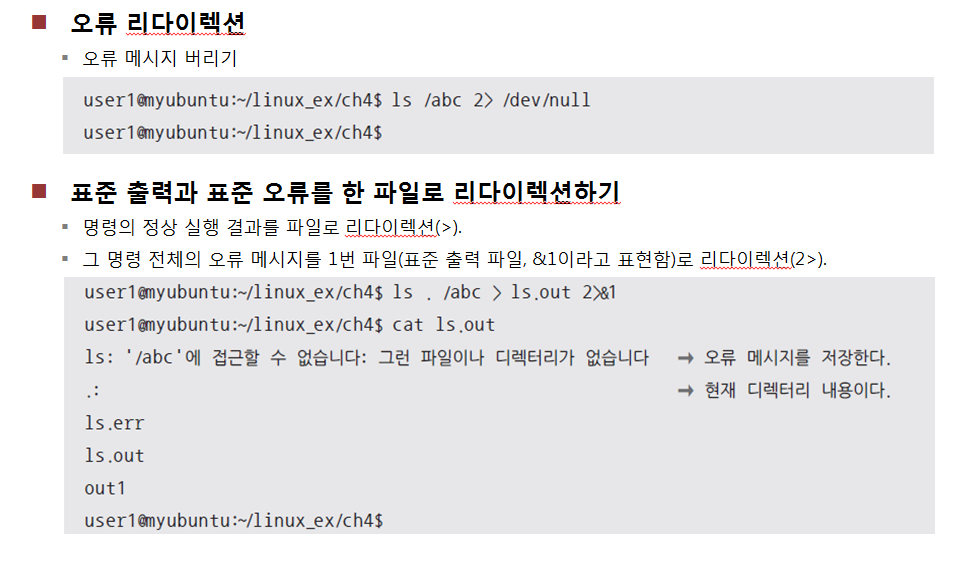 오류 리다이렉션
오류 메시지 버리기
user1@myubuntu:~/linux_ex/ch4$ ls /abc 2> /dev/null
user1@myubuntu:~/linux_ex/ch4$
표준 출력과 표준 오류를 한 파일로 리다이렉션하기
명령의 정상 실행 결과를 파일로 리다이렉션(>).
그 명령 전체의 오류 메시지를 1번 파일(표준 출력 파일, &1이라고 표현함)로 리다이렉션(2>).
user1@myubuntu:~/linux_ex/ch4$ ls . /abc > ls.out 2>&1
user1@myubuntu:~/linux_ex/ch4$ cat ls.out
ls: '/abc'에 접근할 수 없습니다: 그런 파일이나 디렉터리가 없습니다 → 오류 메시지를 저장한다.
.: → 현재 디렉터리 내용이다.
ls.err
ls.out
out1
user1@myubuntu:~/linux_ex/ch4$